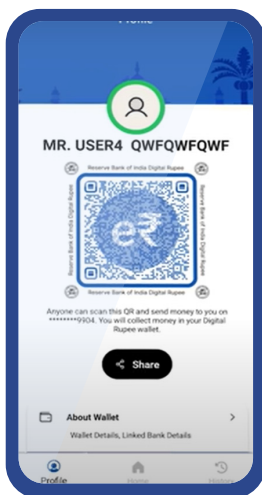 Profile
MR. USER4 QWFQWFQWF
Reserve Bank of India Digital Rupee
Reserve Bank of India Digital Rupee
Reserve Bank of India Digital Rupee
e₹
Reserve Bank of India Digital Rupee
Anyone can scan this QR and send money to you on
********9904. You will collect money in your Digital
Rupee wallet.
Share
About Wallet
Wallet Details, Linked Bank Details
Profile
Home
History